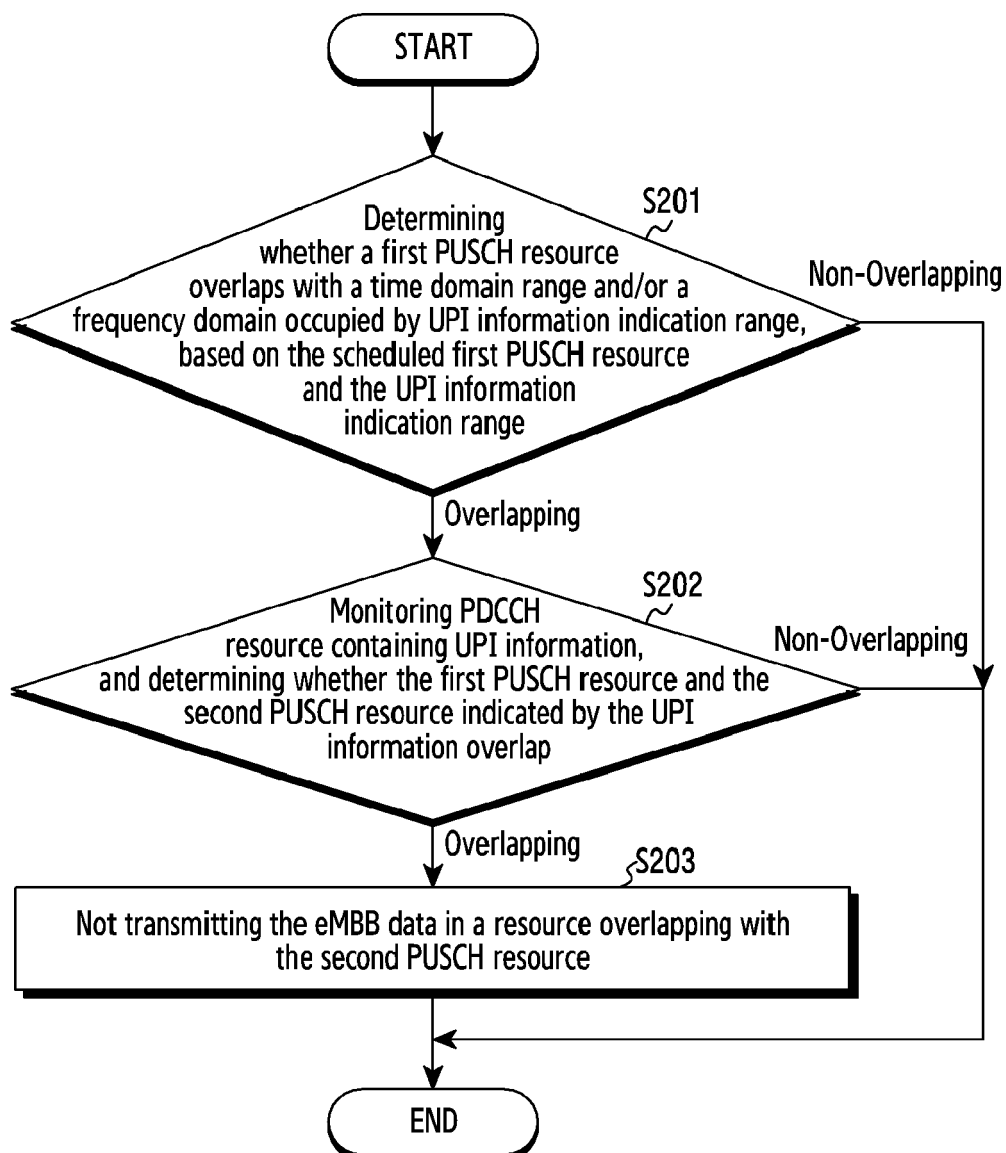 START
S201
Determining
whether a first PUSCH resource
overlaps with a time domain range and/or a
frequency domain occupied by UPI information indication range,
based on the scheduled first PUSCH resource
and the UPI information
indication range
Non-Overlapping
Overlapping
S202
Monitoring PDCCH
resource containing UPI information,
and determining whether the first PUSCH resource and the
second PUSCH resource indicated by the UPI
information overlap
Non-Overlapping
Overlapping
S203
Not transmitting the eMBB data in a resource overlapping with
the second PUSCH resource
END